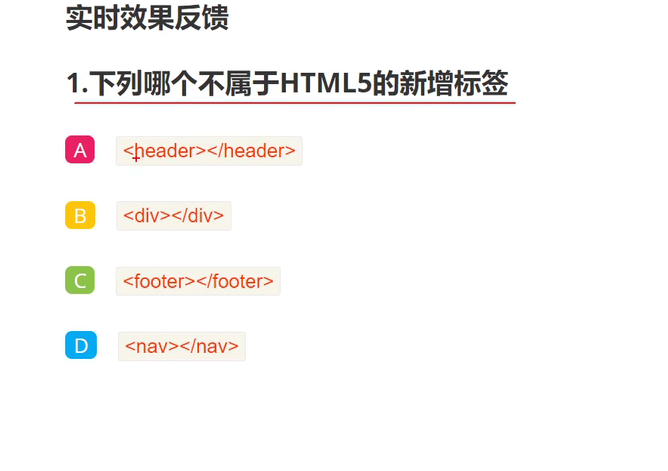 实时效果反馈
1.下列哪个不属于HTML5的新增标签
A <header></header>
B <div></div>
C <footer></footer>
D <nav></nav>